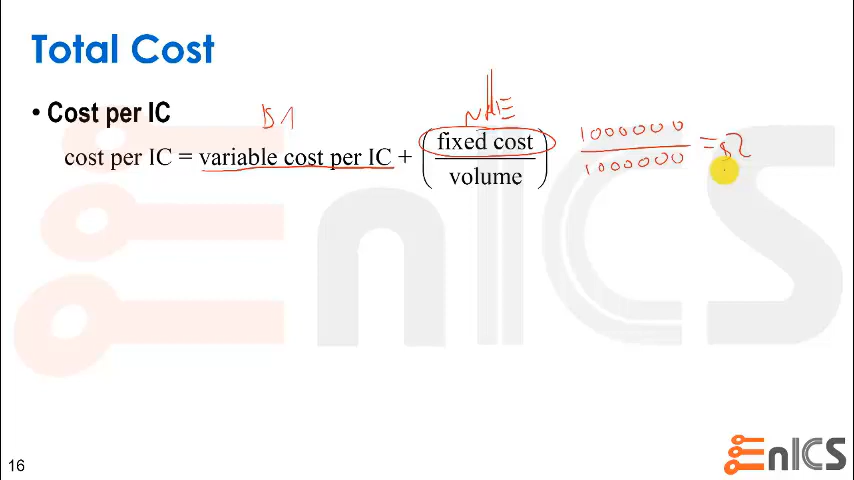 Total Cost
• Cost per IC
$1
NRE
cost per IC = variable cost per IC + (fixed cost / volume)
1000000 / 1000000 = $2
16
EnICS